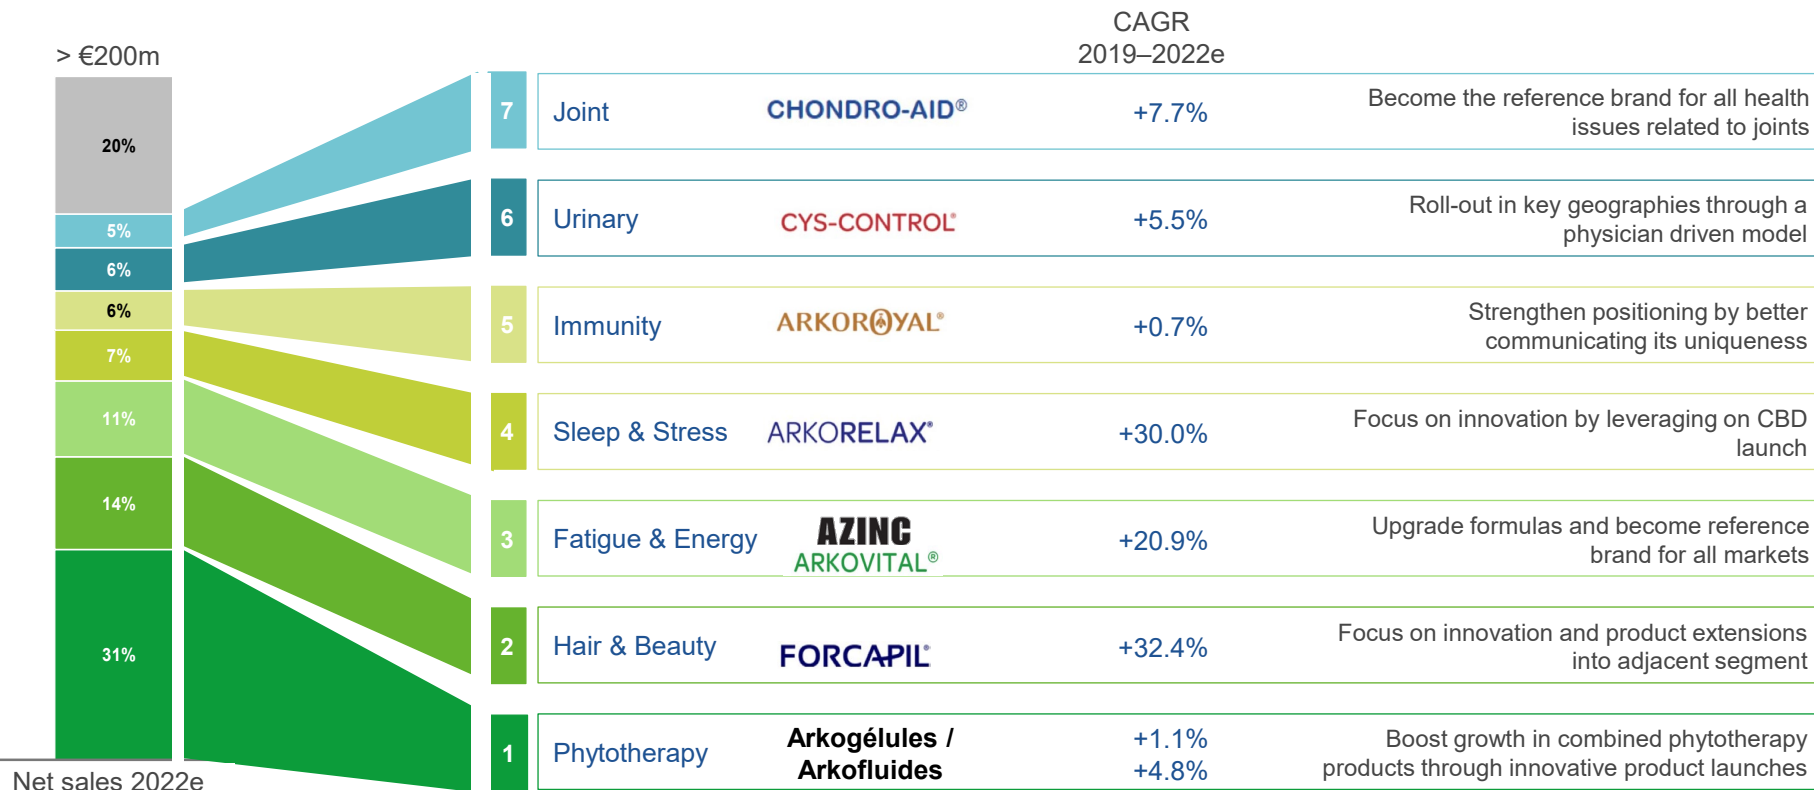 CAGR
2019–2022e
> €200m
20%
5%
6%
6%
7%
11%
14%
31%
Net sales 2022e
7
Joint
CHONDRO-AID®
+7.7%
Become the reference brand for all health
issues related to joints
6
Urinary
CYS-CONTROL®
+5.5%
Roll-out in key geographies through a
physician driven model
5
Immunity
ARKOROYAL®
+0.7%
Strengthen positioning by better
communicating its uniqueness
4
Sleep & Stress
ARKORELAX®
+30.0%
Focus on innovation by leveraging on CBD
launch
3
Fatigue & Energy
AZINC
ARKOVITAL®
+20.9%
Upgrade formulas and become reference
brand for all markets
2
Hair & Beauty
FORCAPIL®
+32.4%
Focus on innovation and product extensions
into adjacent segment
1
Phytotherapy
Arkogélules /
Arkofluides
+1.1%
+4.8%
Boost growth in combined phytotherapy
products through innovative product launches